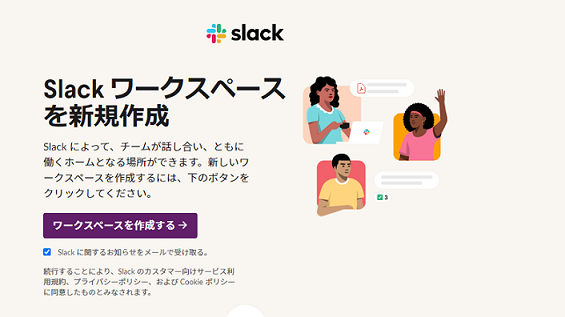 slack
Slack ワークスペース
を新規作成
Slack によって、チームが話し合い、ともに
働くホームとなる場所ができます。新しいワ
ークスペースを作成するには、下のボタンを
クリックしてください。
ワークスペースを作成する →
Slack に関するお知らせをメールで受け取る。
続行することにより、Slack のカスタマー向けサービス利
用規約、プライバシーポリシー、および Cookie ポリシー
に同意したものとみなされます。
3